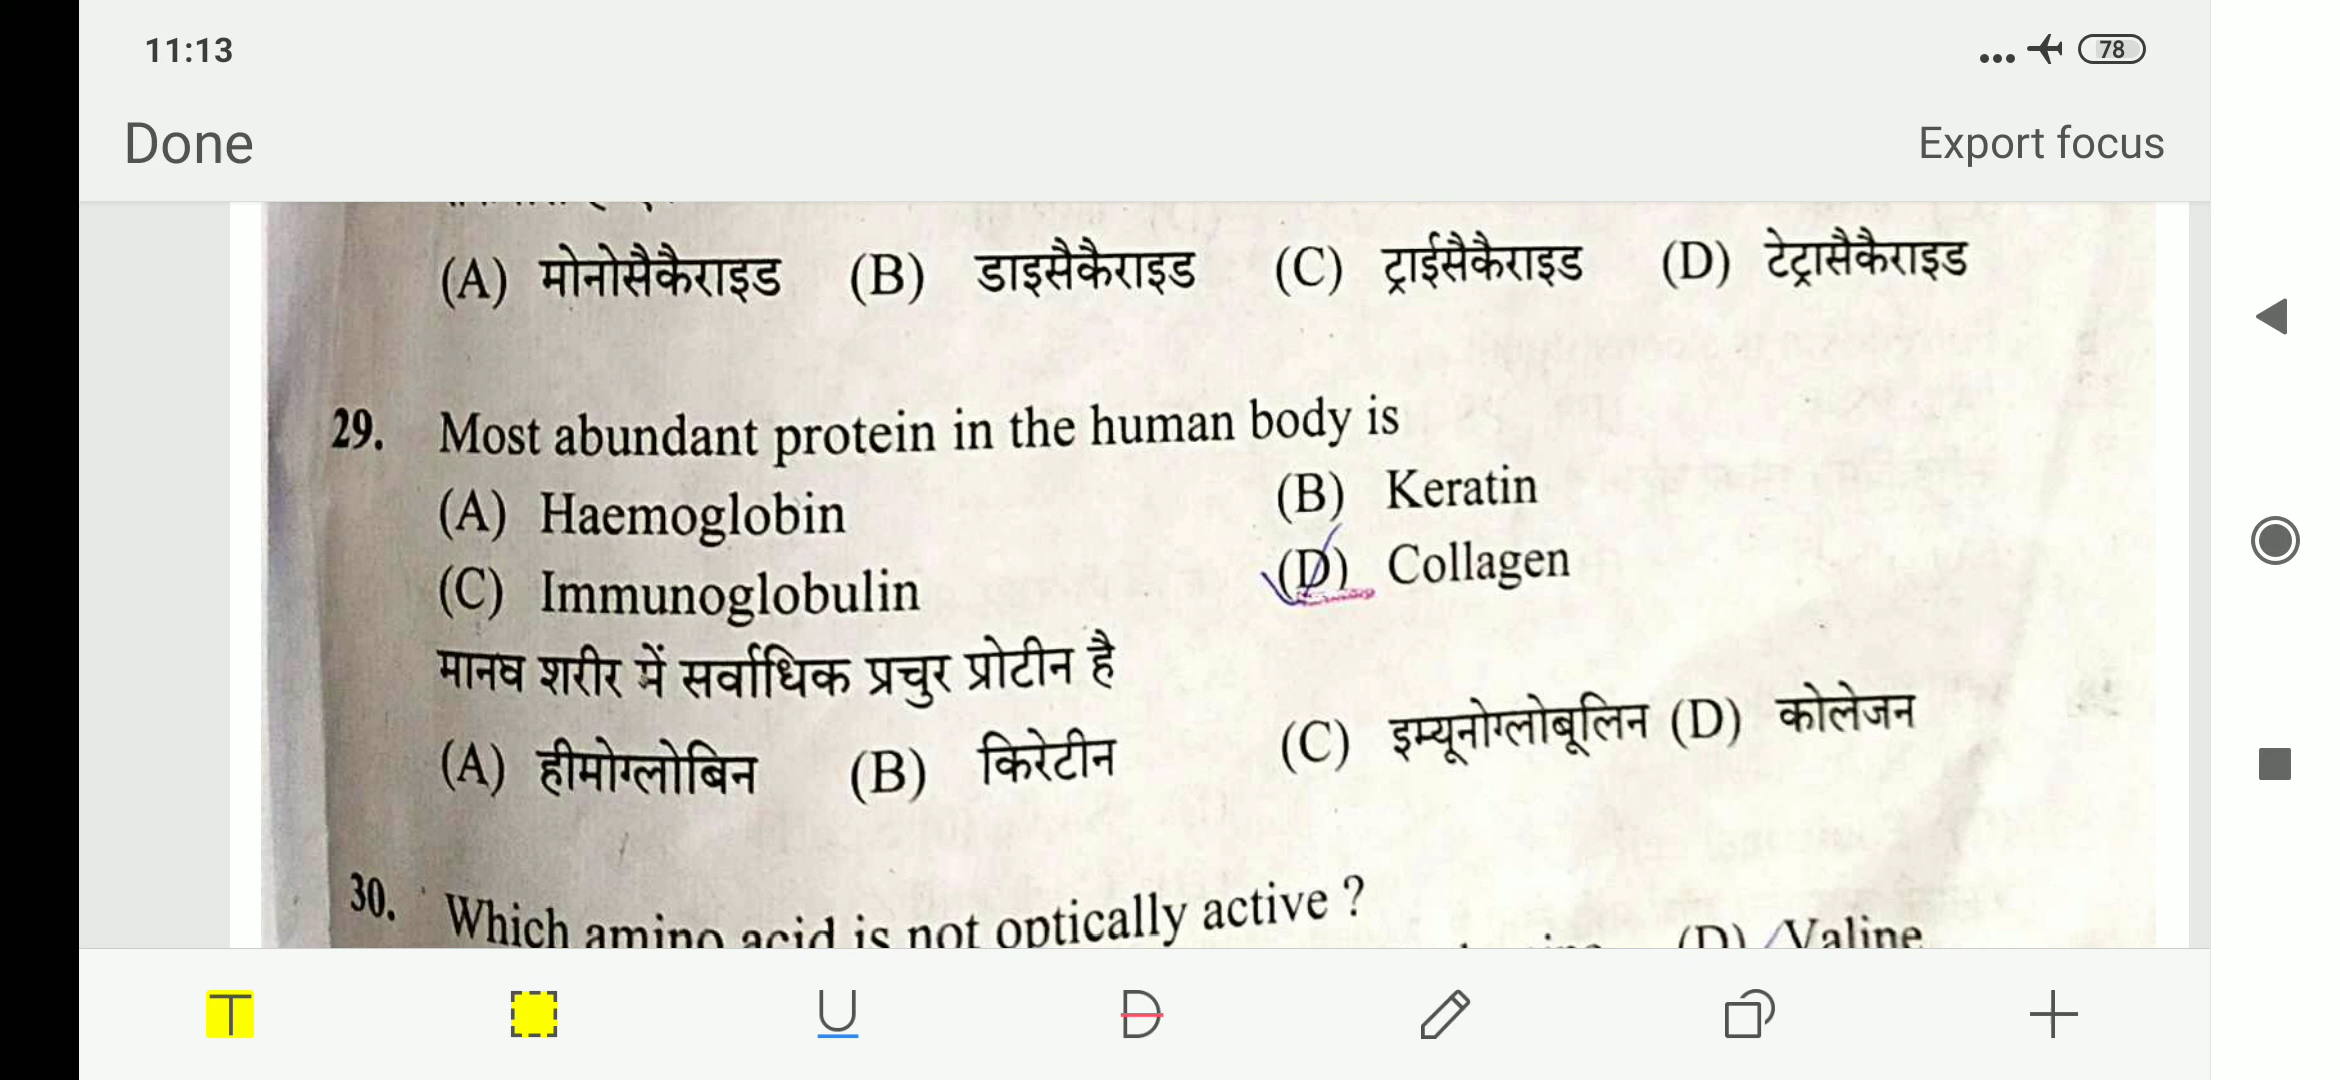 11:13
78
Done
Export focus
(A) मोनोसैकैराइड (B) डाइसैकैराइड (C) ट्राईसैकैराइड (D) टेट्रासैकैराइड
29. Most abundant protein in the human body is
(A) Haemoglobin (B) Keratin
(C) Immunoglobulin (D) Collagen
मानव शरीर में सर्वाधिक प्रचुर प्रोटीन है
(A) हीमोग्लोबिन (B) किरेटीन (C) इम्यूनोग्लोबूलिन (D) कोलेजन
30. Which amino acid is not optically active ?
(D) Valine
T U D